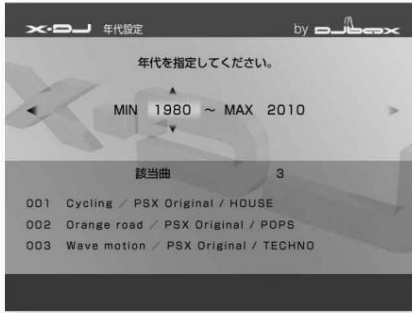 X-DJ 年代設定 by DJbox
年代を指定してください。
MIN 1980 ~ MAX 2010
該当曲 3
001 Cycling / PSX Original / HOUSE
002 Orange road / PSX Original / POPS
003 Wave motion / PSX Original / TECHNO